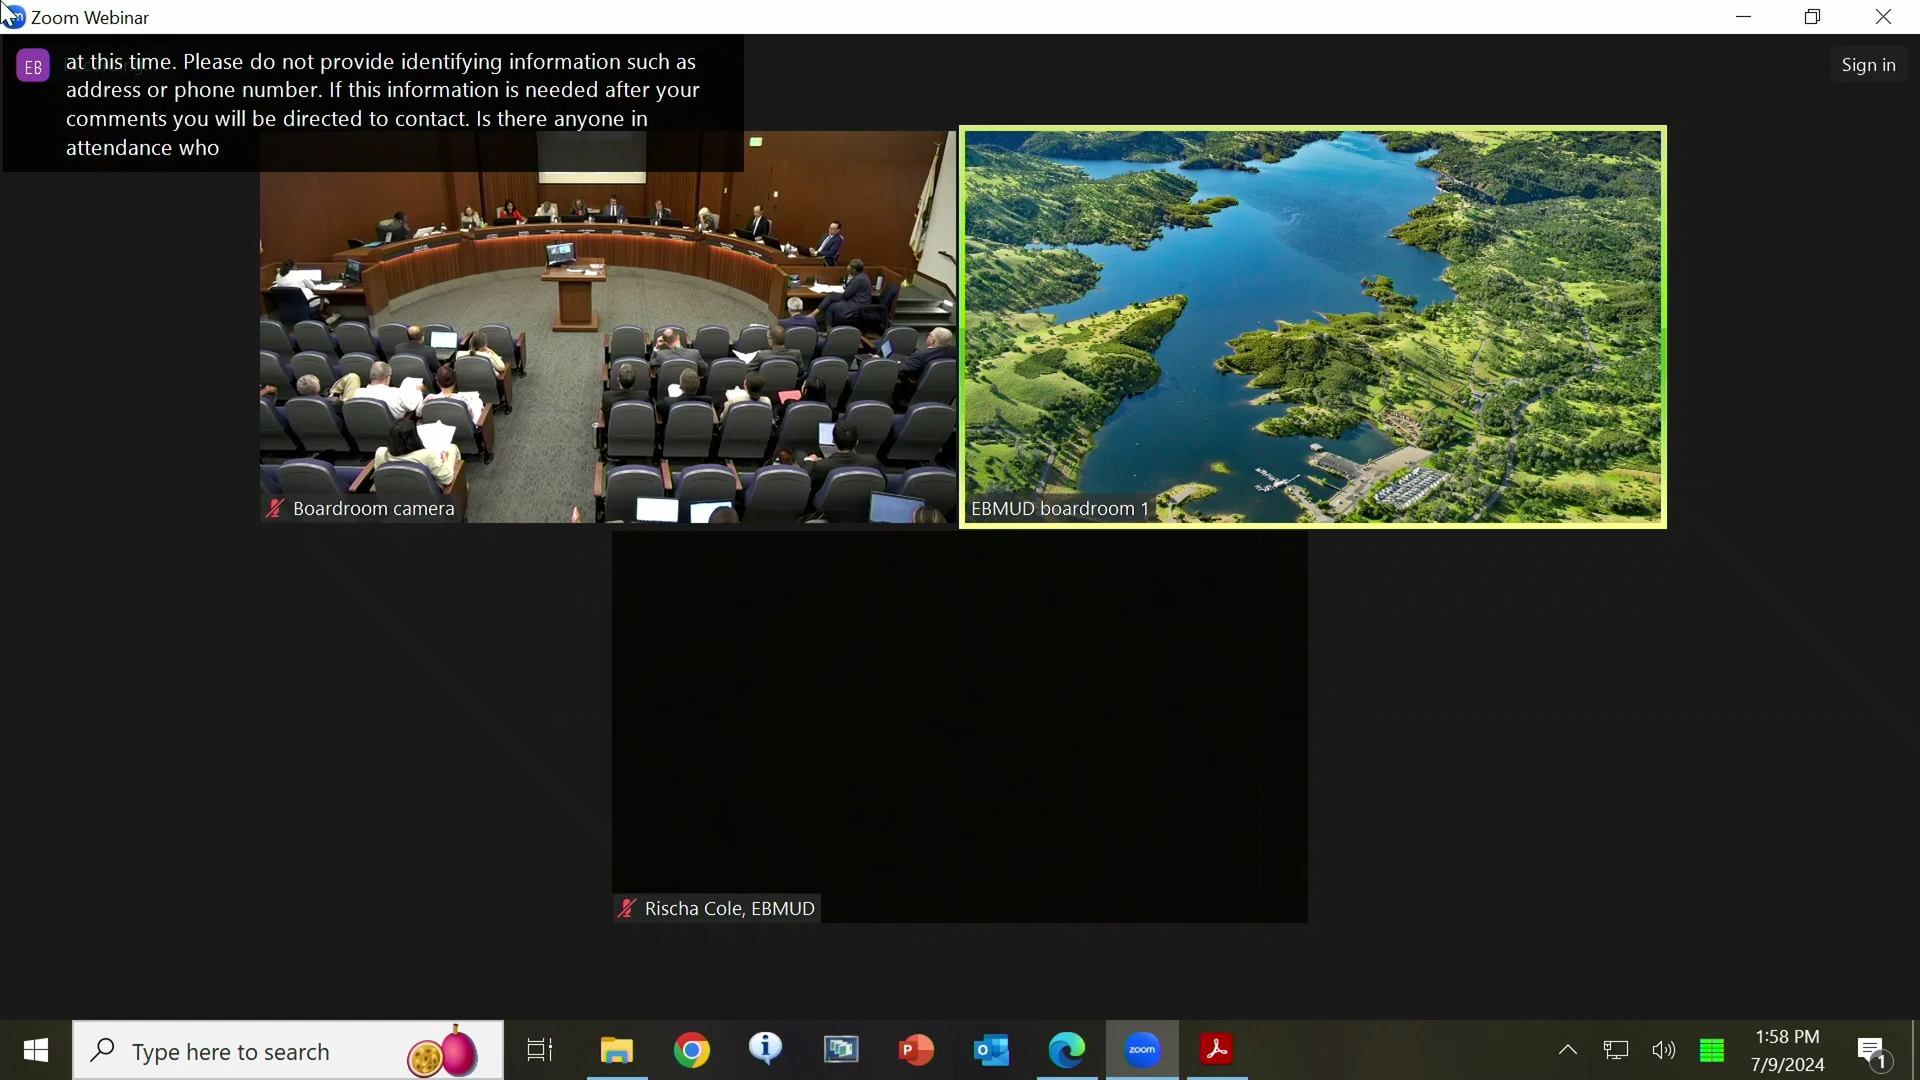 Zoom Webinar
EB
at this time. Please do not provide identifying information such as
address or phone number. If this information is needed after your
comments you will be directed to contact. Is there anyone in
attendance who
Sign in
Boardroom camera
EBMUD boardroom 1
Rischa Cole, EBMUD
Type here to search
zoom
1:58 PM
7/9/2024
1